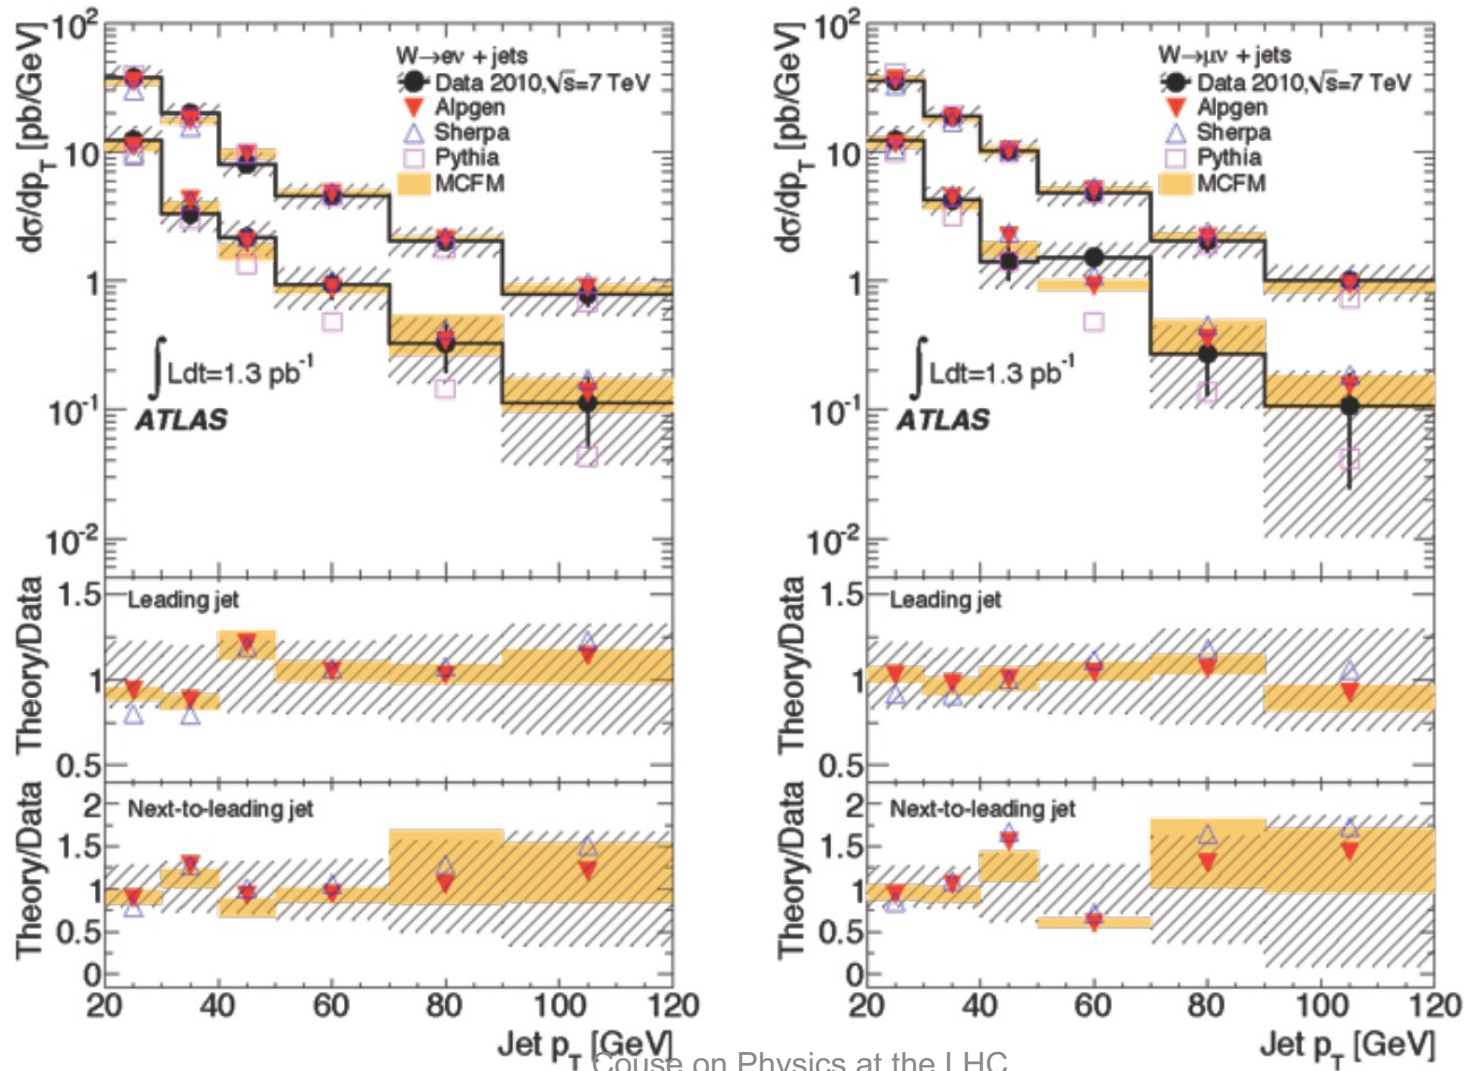 dσ/dpT [pb/GeV]
10²
10
1
10⁻¹
10⁻²
W→eν + jets
Data 2010,√s=7 TeV
Alpgen
Sherpa
Pythia
MCFM
∫Ldt=1.3 pb⁻¹
ATLAS
Theory/Data
1.5
1
0.5
Leading jet
Theory/Data
2
1.5
1
0.5
0
Next-to-leading jet
20 40 60 80 100 120
Jet pT [GeV]
dσ/dpT [pb/GeV]
10²
10
1
10⁻¹
10⁻²
W→μν + jets
Data 2010,√s=7 TeV
Alpgen
Sherpa
Pythia
MCFM
∫Ldt=1.3 pb⁻¹
ATLAS
Theory/Data
1.5
1
0.5
Leading jet
Theory/Data
2
1.5
1
0.5
0
Next-to-leading jet
20 40 60 80 100 120
Jet pT [GeV]
Couse on Physics at the LHC